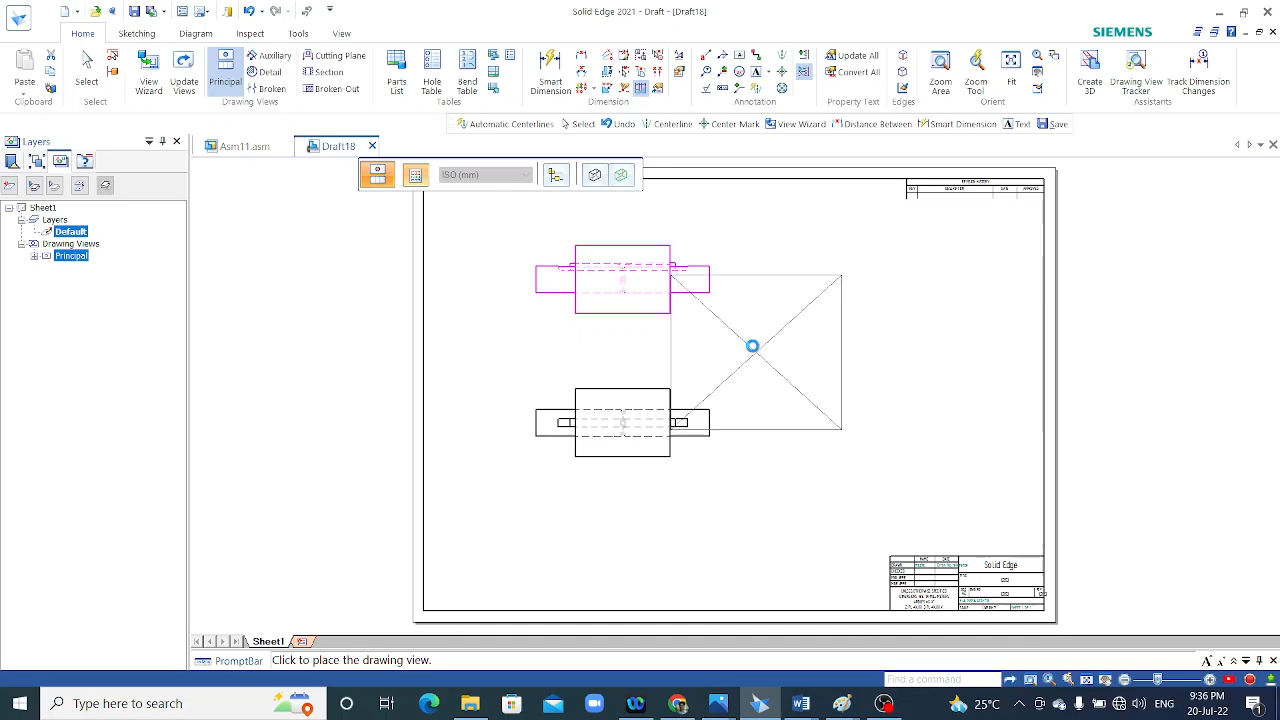 Solid Edge 2021 - Draft - [Draft18]
Home
Sketching
Diagram
Inspect
Tools
View
SIEMENS
Paste
Clipboard
Select
Select
View Wizard
Update Views
Principal
Auxiliary
Detail
Broken
Cutting Plane
Section
Broken-Out
Drawing Views
Parts List
Hole Table
Bend Table
Tables
Smart Dimension
Dimension
Annotation
Update All
Convert All
Property Text
Edges
Zoom Area
Zoom Tool
Fit
Orient
Create 3D
Drawing View Tracker
Track Dimension Changes
Assistants
Automatic Centerlines
Select
Undo
Centerline
Center Mark
View Wizard
Distance Between
Smart Dimension
Text
Save
Layers
Asm11.asm
Draft18
ISO (mm)
Sheet1
Layers
Default
Drawing Views
Principal
Solid Edge
Sheet1
PromptBar
Click to place the drawing view.
Find a command
Type here to search
25°C
ENG
9:36 PM
20-Jul-22